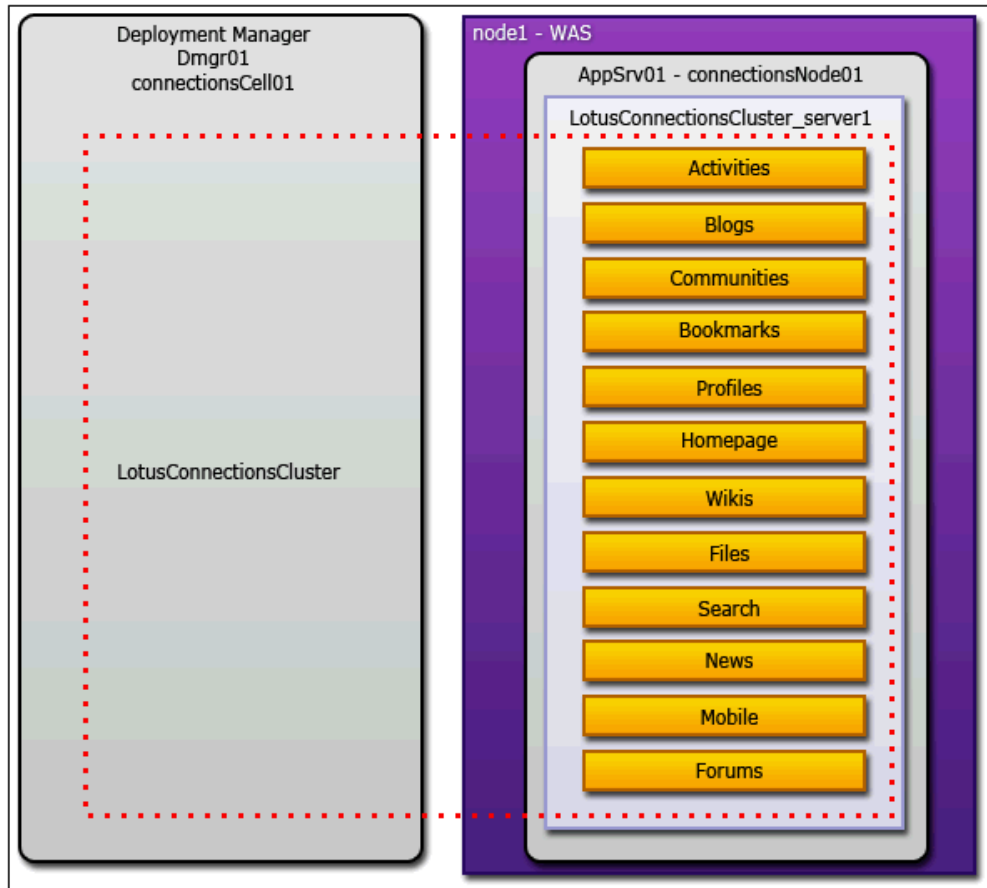 Deployment Manager
Dmgr01
connectionsCell01
LotusConnectionsCluster
node1 - WAS
AppSrv01 - connectionsNode01
LotusConnectionsCluster_server1
Activities
Blogs
Communities
Bookmarks
Profiles
Homepage
Wikis
Files
Search
News
Mobile
Forums